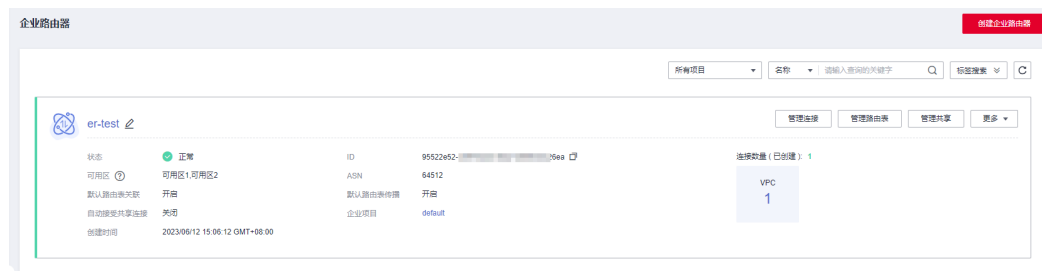 企业路由器
创建企业路由器
所有项目 名称 请输入查询的关键字 标签搜索 C
er-test 管理连接 管理路由表 管理共享 更多
状态 正常 ID 95522e52- 26ea 连接数量 ( 已创建 ): 1
可用区 ? 可用区1,可用区2 ASN 64512 VPC
默认路由表关联 开启 默认路由表传播 开启 1
自动接受共享连接 关闭 企业项目 default
创建时间 2023/06/12 15:06:12 GMT+08:00